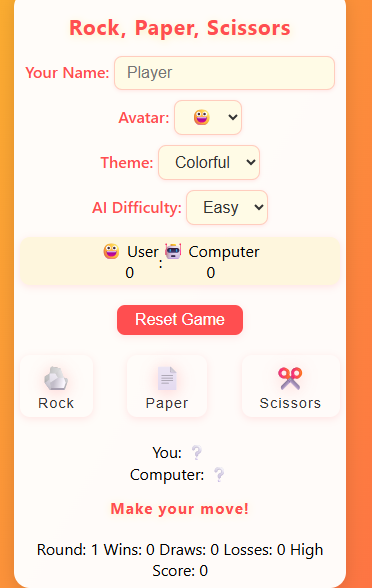 Rock, Paper, Scissors
Your Name: Player
Avatar: 😀
Theme: Colorful
AI Difficulty: Easy
😀 User : 🤖 Computer
0 0
Reset Game
Rock Paper Scissors
You: ❔
Computer: ❔
Make your move!
Round: 1 Wins: 0 Draws: 0 Losses: 0 High
Score: 0